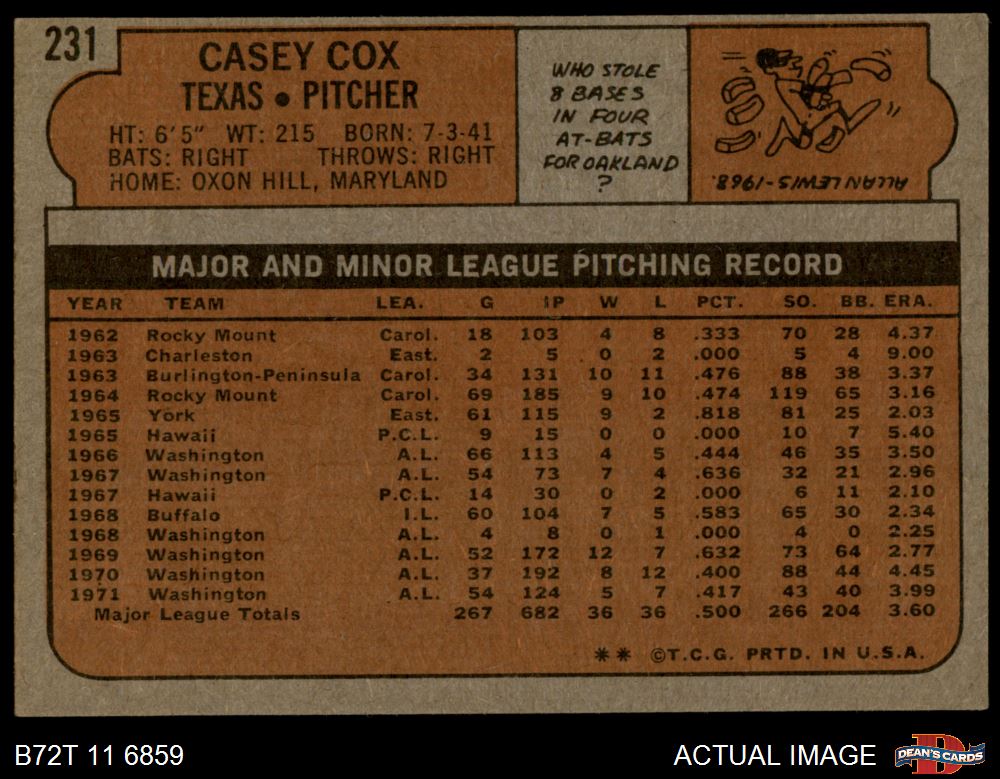 231
CASEY COX
TEXAS • PITCHER
HT: 6'5" WT: 215 BORN: 7-3-41
BATS: RIGHT THROWS: RIGHT
HOME: OXON HILL, MARYLAND
WHO STOLE
8 BASES
IN FOUR
AT-BATS
FOR OAKLAND
?
ALLAN LEWIS-1968.
MAJOR AND MINOR LEAGUE PITCHING RECORD
YEAR TEAM LEA. G IP W L PCT. SO. BB. ERA.
1962 Rocky Mount Carol. 18 103 4 8 .333 70 28 4.37
1963 Charleston East. 2 5 0 2 .000 5 4 9.00
1963 Burlington-Peninsula Carol. 34 131 10 11 .476 88 38 3.37
1964 Rocky Mount Carol. 69 185 9 10 .474 119 65 3.16
1965 York East. 61 115 9 2 .818 81 25 2.03
1965 Hawaii P.C.L. 9 15 0 0 .000 10 7 5.40
1966 Washington A.L. 66 113 4 5 .444 46 35 3.50
1967 Washington A.L. 54 73 7 4 .636 32 21 2.96
1967 Hawaii P.C.L. 14 30 0 2 .000 6 11 2.10
1968 Buffalo I.L. 60 104 7 5 .583 65 30 2.34
1968 Washington A.L. 4 8 0 1 .000 4 0 2.25
1969 Washington A.L. 52 172 12 7 .632 73 64 2.77
1970 Washington A.L. 37 192 8 12 .400 88 44 4.45
1971 Washington A.L. 54 124 5 7 .417 43 40 3.99
Major League Totals 267 682 36 36 .500 266 204 3.60
** ©T.C.G. PRTD. IN U.S.A.
B72T 11 6859
ACTUAL IMAGE
D
DEAN'S CARDS